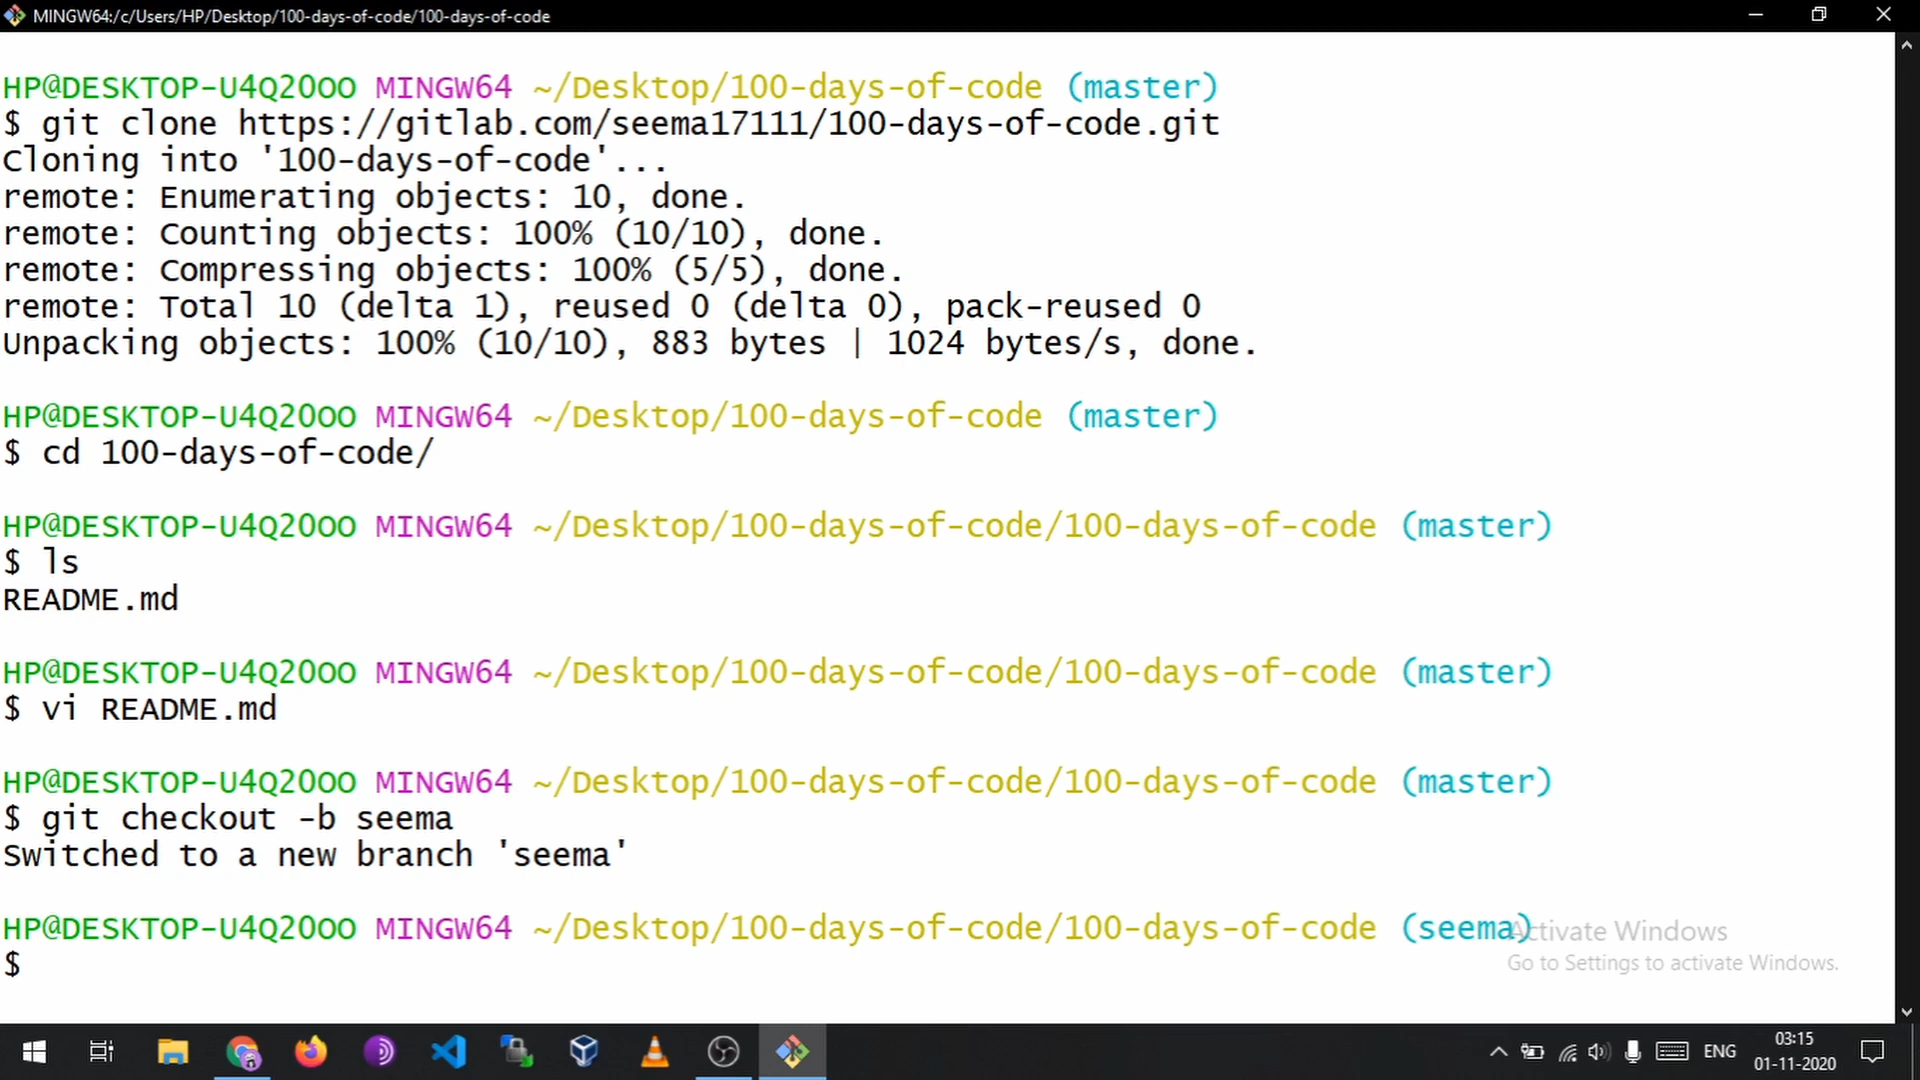 MINGW64:/c/Users/HP/Desktop/100-days-of-code/100-days-of-code
HP@DESKTOP-U4Q20OO MINGW64 ~/Desktop/100-days-of-code (master)
$ git clone https://gitlab.com/seema17111/100-days-of-code.git
Cloning into '100-days-of-code'...
remote: Enumerating objects: 10, done.
remote: Counting objects: 100% (10/10), done.
remote: Compressing objects: 100% (5/5), done.
remote: Total 10 (delta 1), reused 0 (delta 0), pack-reused 0
Unpacking objects: 100% (10/10), 883 bytes | 1024 bytes/s, done.
HP@DESKTOP-U4Q20OO MINGW64 ~/Desktop/100-days-of-code (master)
$ cd 100-days-of-code/
HP@DESKTOP-U4Q20OO MINGW64 ~/Desktop/100-days-of-code/100-days-of-code (master)
$ ls
README.md
HP@DESKTOP-U4Q20OO MINGW64 ~/Desktop/100-days-of-code/100-days-of-code (master)
$ vi README.md
HP@DESKTOP-U4Q20OO MINGW64 ~/Desktop/100-days-of-code/100-days-of-code (master)
$ git checkout -b seema
Switched to a new branch 'seema'
HP@DESKTOP-U4Q20OO MINGW64 ~/Desktop/100-days-of-code/100-days-of-code (seema)
$
Activate Windows
Go to Settings to activate Windows.
ENG
03:15
01-11-2020